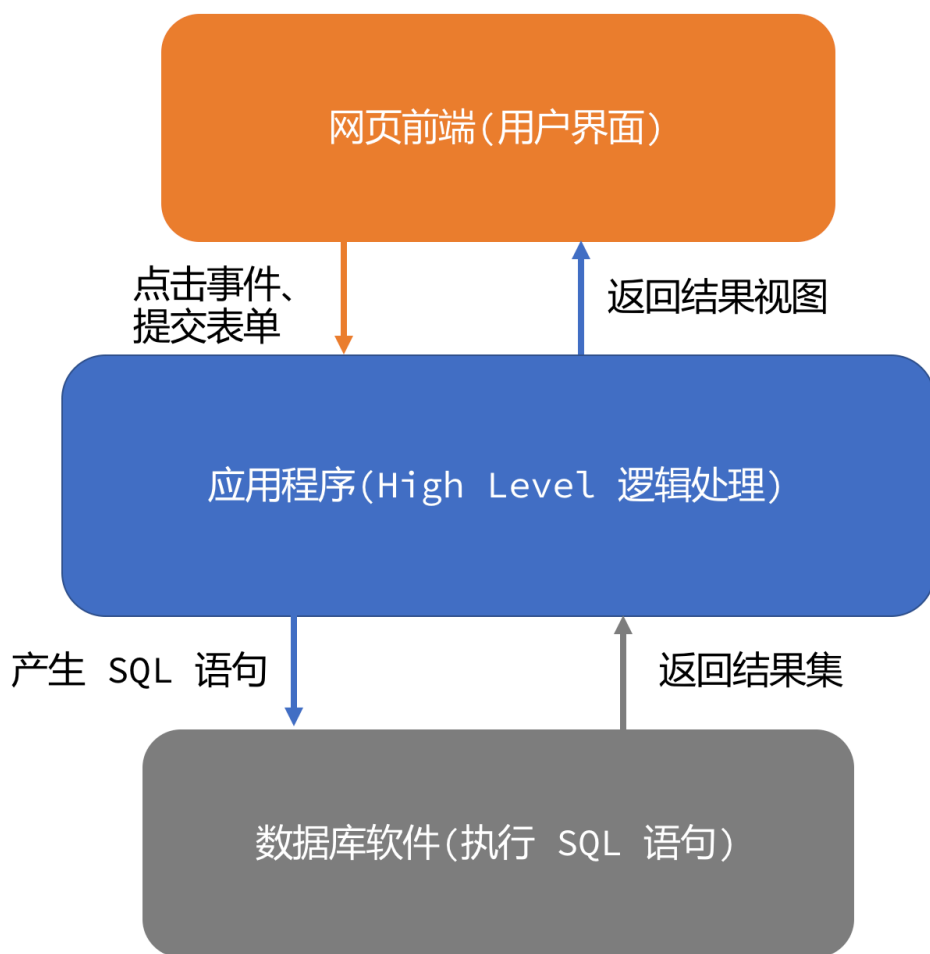 网页前端(用户界面)
点击事件、
提交表单
返回结果视图
应用程序(High Level 逻辑处理)
产生 SQL 语句
返回结果集
数据库软件(执行 SQL 语句)